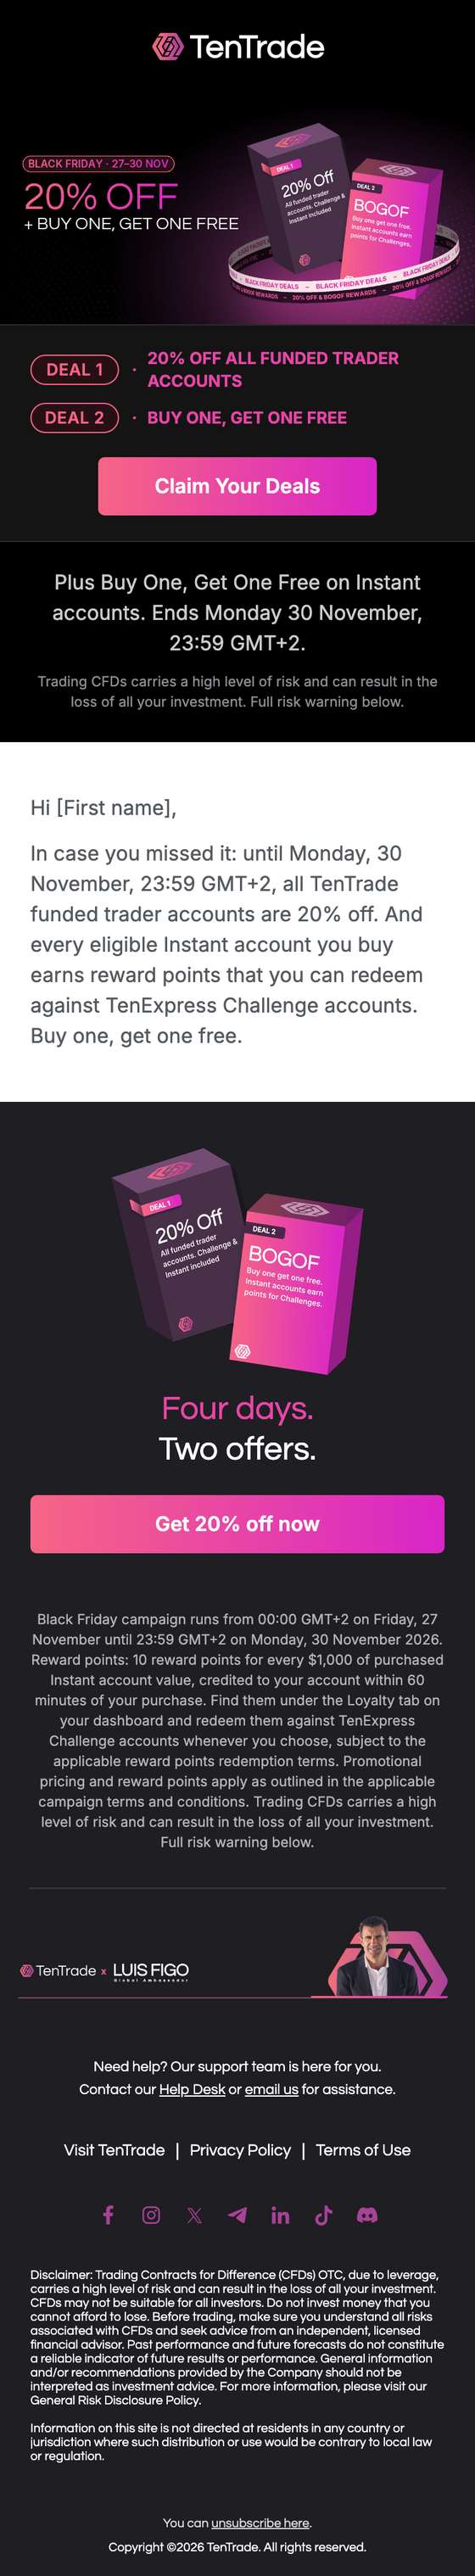 TenTrade
BLACK FRIDAY · 27–30 NOV
20% OFF
+ BUY ONE, GET ONE FREE
DEAL 1
20% Off
All funded trader
accounts. Challenge &
Instant included
DEAL 2
BOGOF
Buy one get one free.
Instant accounts earn
points for Challenges.
BLACK FRIDAY DEALS – BLACK FRIDAY DEALS – BLACK FRIDAY DEALS
REWARDS – 20% OFF & BOGOF REWARDS – 20% OFF & BOGOF
DEAL 1 · 20% OFF ALL FUNDED TRADER
ACCOUNTS
DEAL 2 · BUY ONE, GET ONE FREE
Claim Your Deals
Plus Buy One, Get One Free on Instant
accounts. Ends Monday 30 November,
23:59 GMT+2.
Trading CFDs carries a high level of risk and can result in the
loss of all your investment. Full risk warning below.
Hi [First name],
In case you missed it: until Monday, 30
November, 23:59 GMT+2, all TenTrade
funded trader accounts are 20% off. And
every eligible Instant account you buy
earns reward points that you can redeem
against TenExpress Challenge accounts.
Buy one, get one free.
DEAL 1
20% Off
All funded trader
accounts. Challenge &
Instant included
DEAL 2
BOGOF
Buy one get one free.
Instant accounts earn
points for Challenges.
Four days.
Two offers.
Get 20% off now
Black Friday campaign runs from 00:00 GMT+2 on Friday, 27
November until 23:59 GMT+2 on Monday, 30 November 2026.
Reward points: 10 reward points for every $1,000 of purchased
Instant account value, credited to your account within 60
minutes of your purchase. Find them under the Loyalty tab on
your dashboard and redeem them against TenExpress
Challenge accounts whenever you choose, subject to the
applicable reward points redemption terms. Promotional
pricing and reward points apply as outlined in the applicable
campaign terms and conditions. Trading CFDs carries a high
level of risk and can result in the loss of all your investment.
Full risk warning below.
TenTrade x LUIS FIGO
Global Ambassador
Need help? Our support team is here for you.
Contact our Help Desk or email us for assistance.
Visit TenTrade | Privacy Policy | Terms of Use
Disclaimer: Trading Contracts for Difference (CFDs) OTC, due to leverage,
carries a high level of risk and can result in the loss of all your investment.
CFDs may not be suitable for all investors. Do not invest money that you
cannot afford to lose. Before trading, make sure you understand all risks
associated with CFDs and seek advice from an independent, licensed
financial advisor. Past performance and future forecasts do not constitute
a reliable indicator of future results or performance. General information
and/or recommendations provided by the Company should not be
interpreted as investment advice. For more information, please visit our
General Risk Disclosure Policy.
Information on this site is not directed at residents in any country or
jurisdiction where such distribution or use would be contrary to local law
or regulation.
You can unsubscribe here.
Copyright ©2026 TenTrade. All rights reserved.